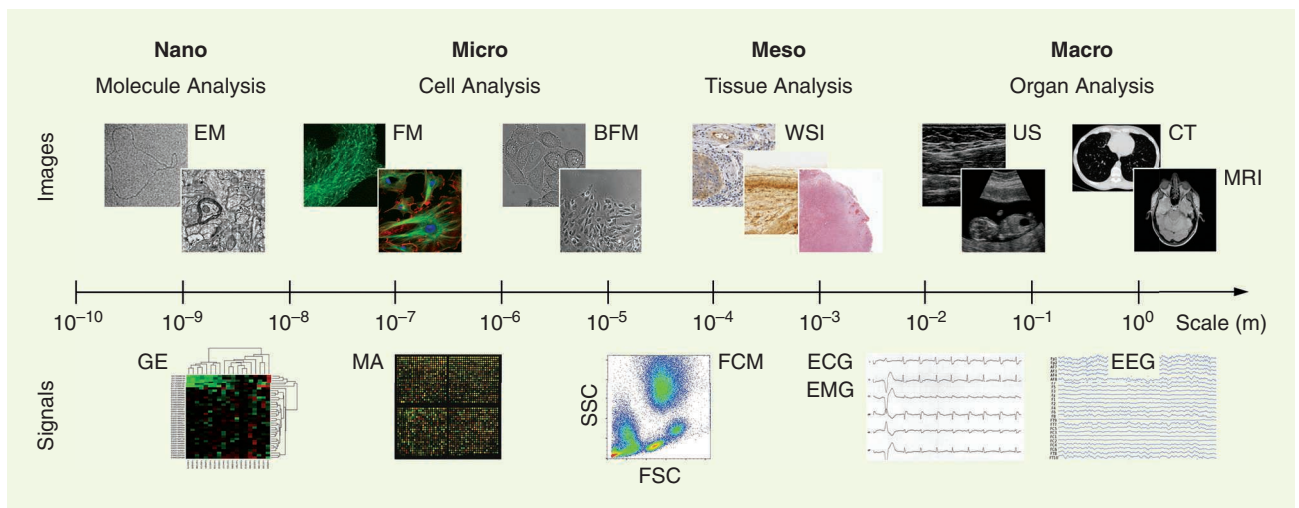 Nano
Micro
Meso
Macro
Molecule Analysis
Cell Analysis
Tissue Analysis
Organ Analysis
Images
EM
FM
BFM
WSI
US
CT
MRI
10⁻¹⁰
10⁻⁹
10⁻⁸
10⁻⁷
10⁻⁶
10⁻⁵
10⁻⁴
10⁻³
10⁻²
10⁻¹
10⁰
Scale (m)
Signals
GE
MA
SSC
FSC
FCM
ECG
EMG
EEG